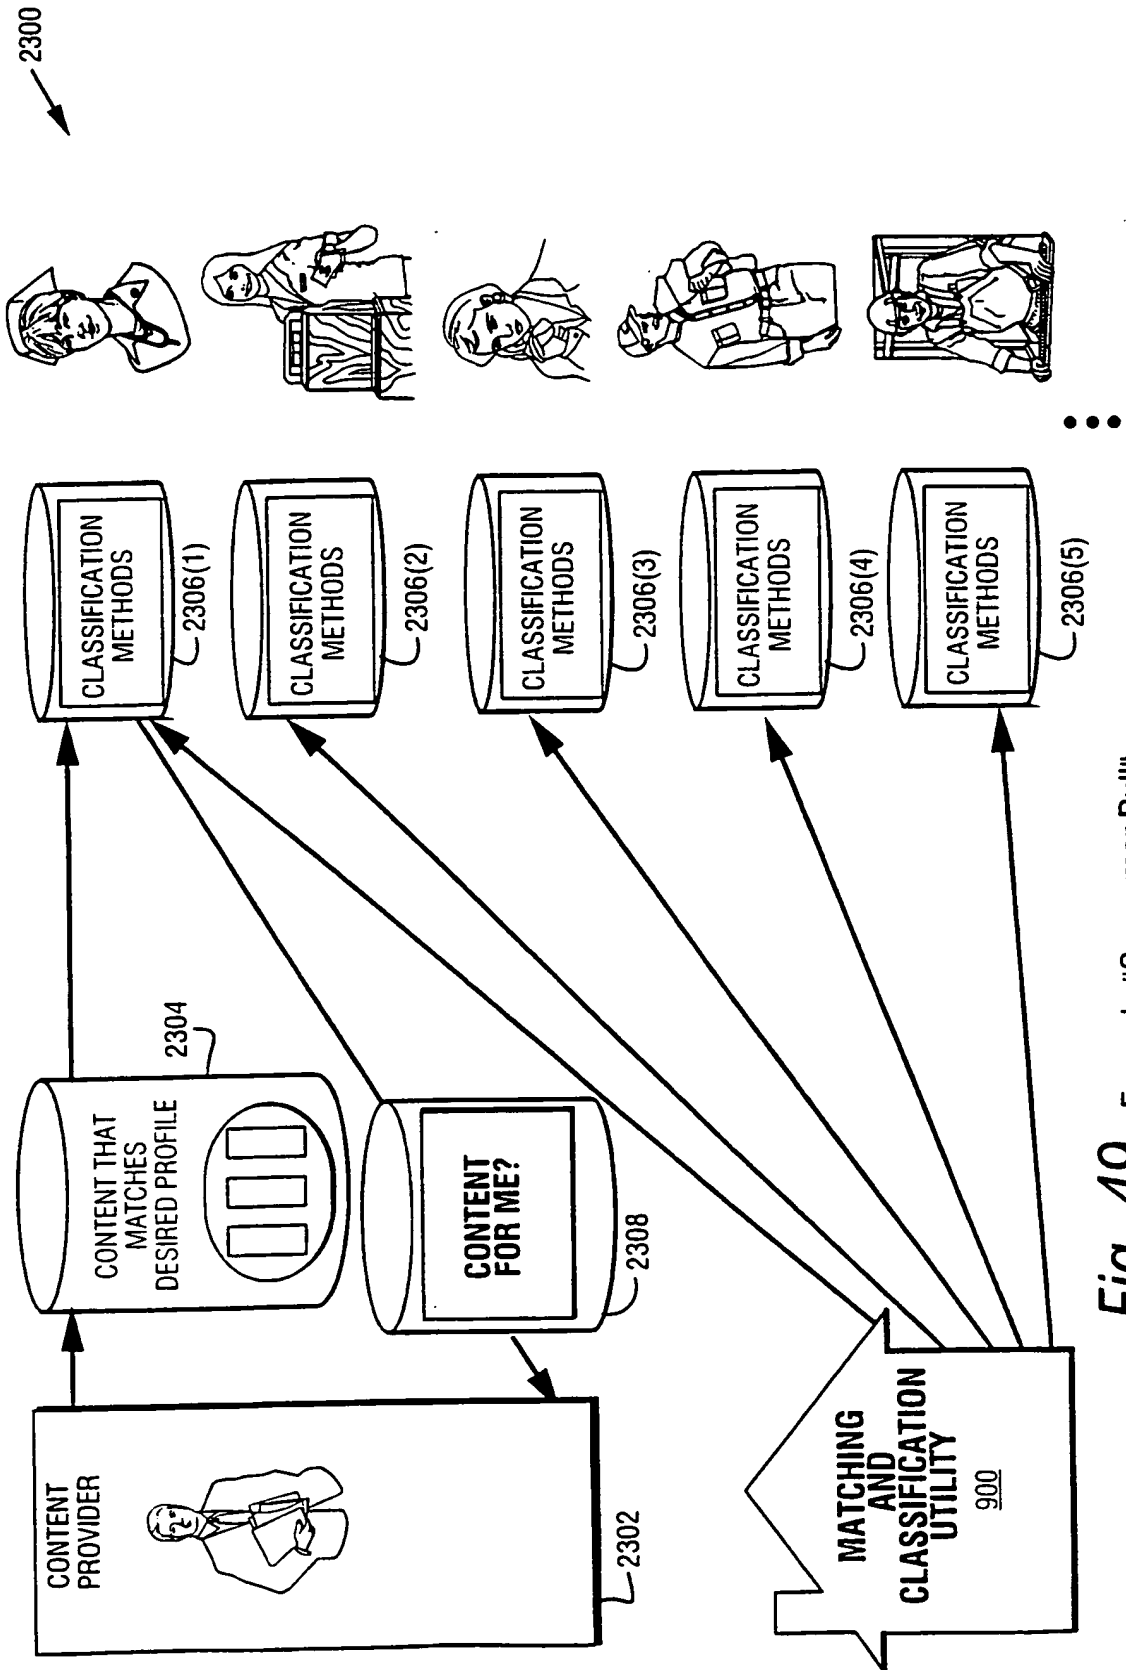 2300
CONTENT
PROVIDER
2302
CONTENT THAT
MATCHES
DESIRED PROFILE
2304
CONTENT
FOR ME?
2308
CLASSIFICATION
METHODS
2306(1)
CLASSIFICATION
METHODS
2306(2)
CLASSIFICATION
METHODS
2306(3)
CLASSIFICATION
METHODS
2306(4)
CLASSIFICATION
METHODS
2306(5)
MATCHING
AND
CLASSIFICATION
UTILITY
900
Fig. 49